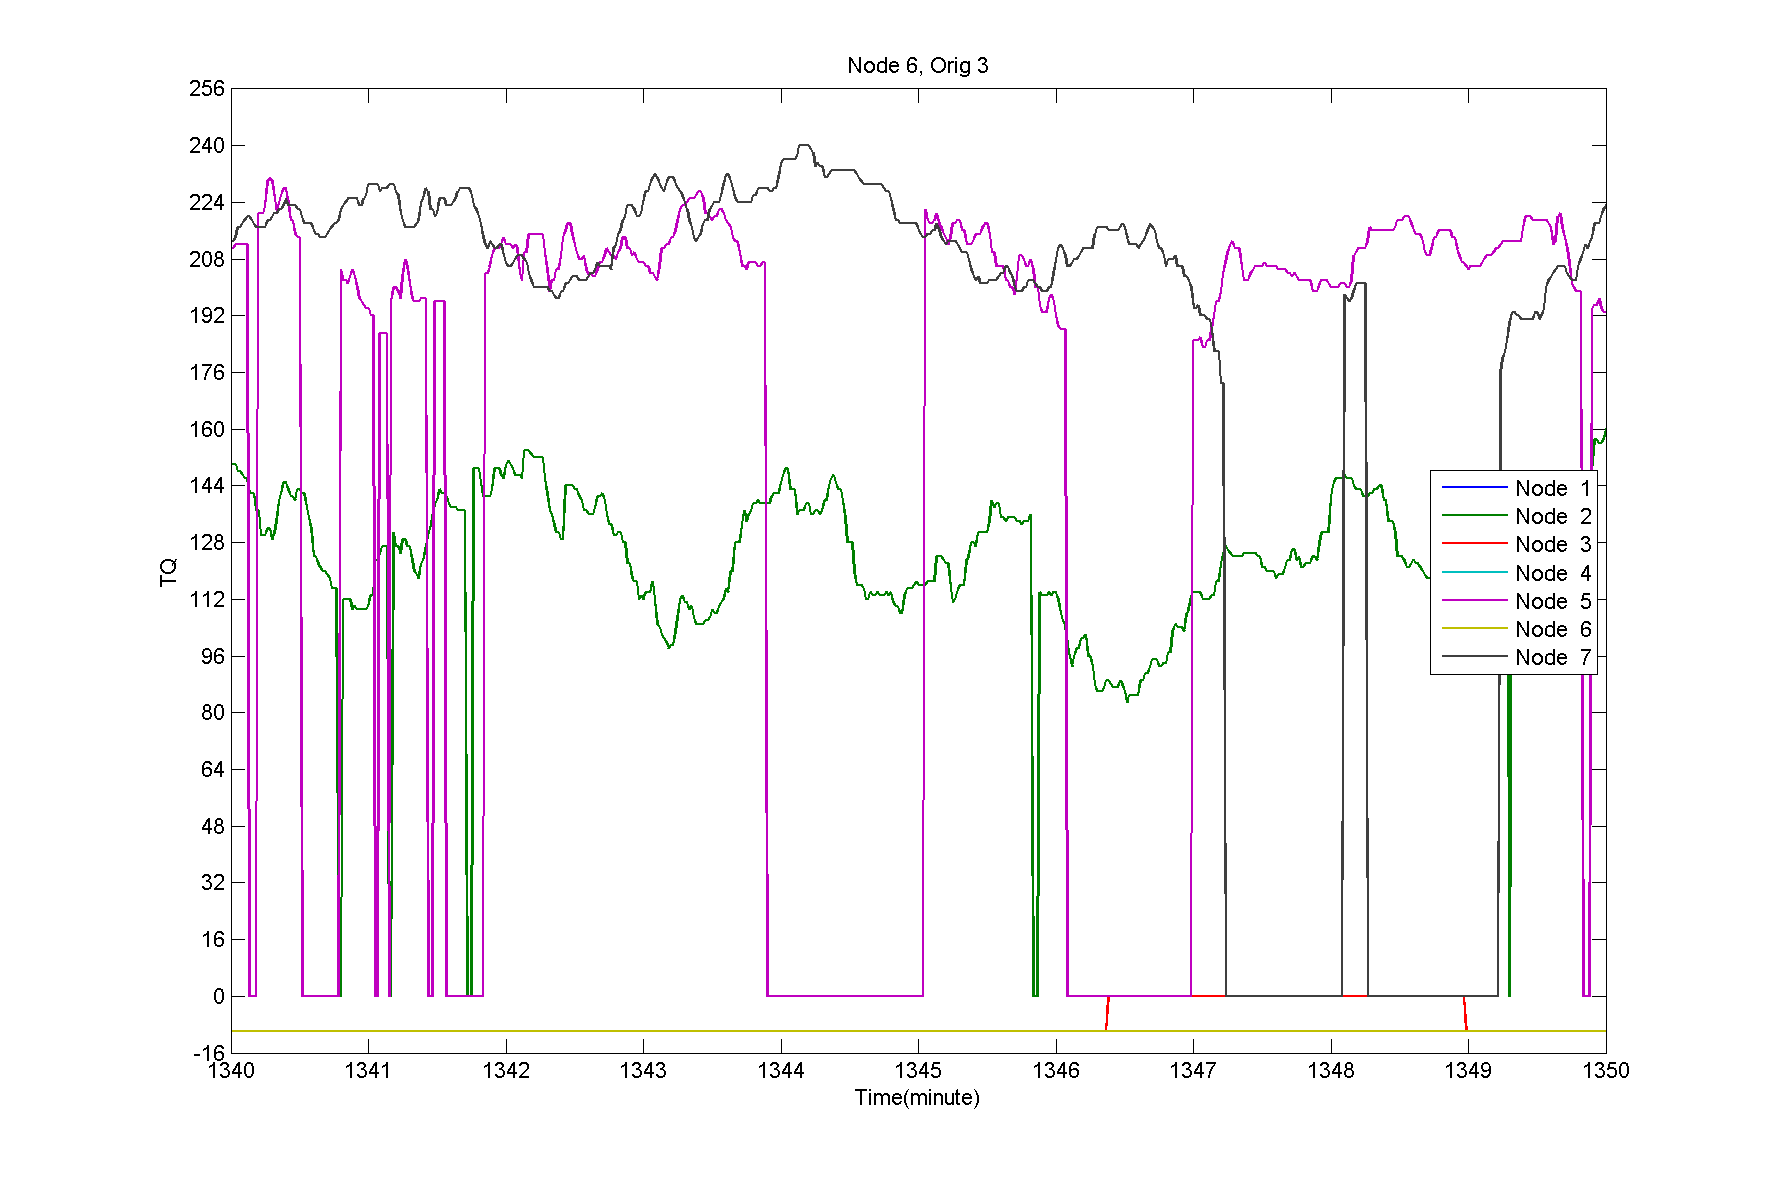 Node 6, Orig 3
256
240
224
208
192
176
160
144
128
112
96
80
64
48
32
16
0
-16
TQ
Node 1
Node 2
Node 3
Node 4
Node 5
Node 6
Node 7
1340 1341 1342 1343 1344 1345 1346 1347 1348 1349 1350
Time(minute)